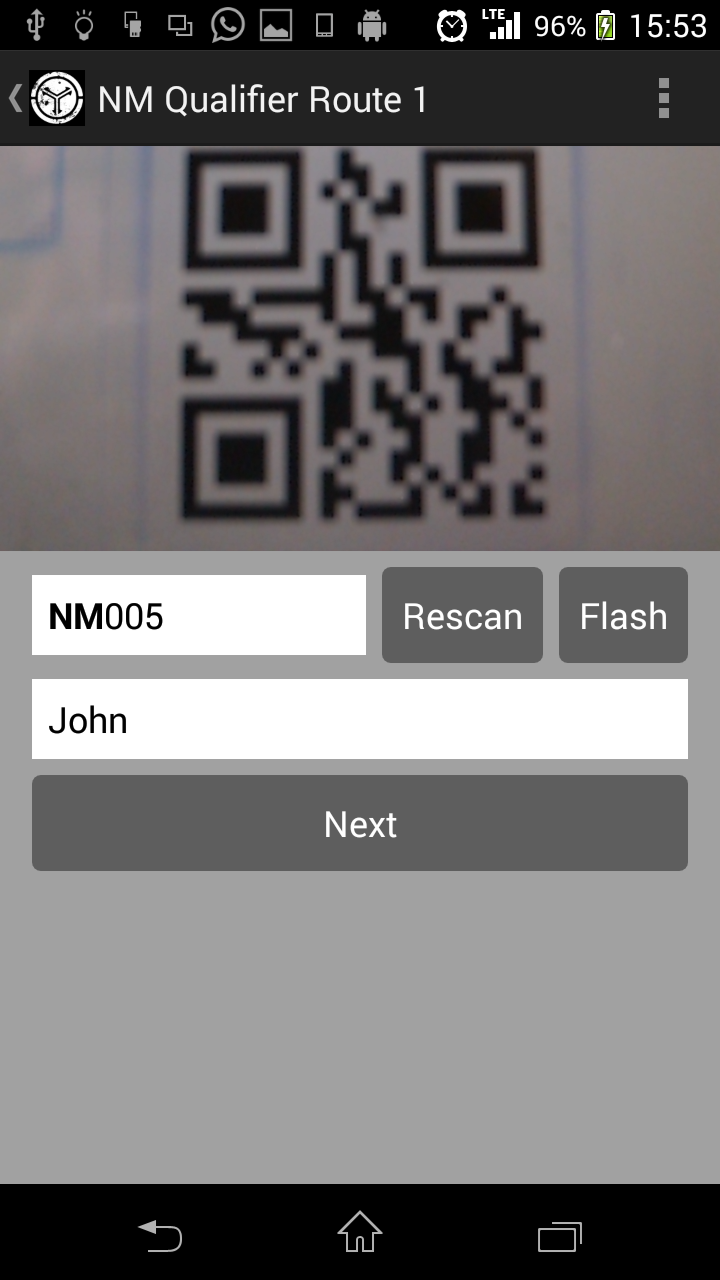 LTE 96% 15:53
NM Qualifier Route 1
NM005 Rescan Flash
John
Next